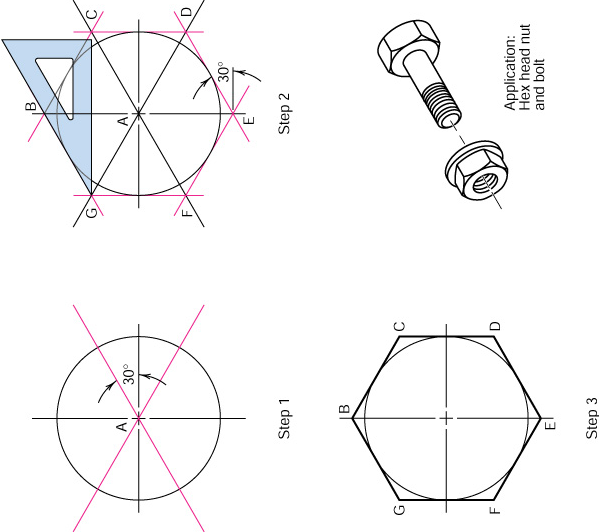 A
30°
Step 1
B
G
C
A
F
D
30°
E
Step 2
B
G
C
F
D
E
Step 3
Application:
Hex head nut
and bolt